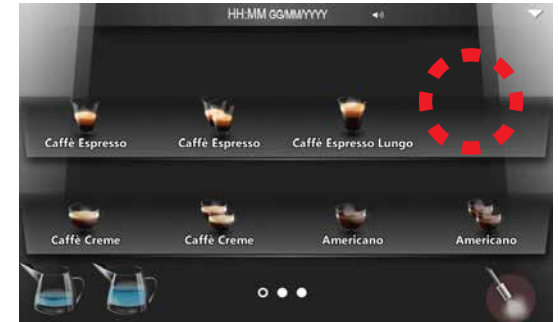 HH:MM GG/MM/YYYY
Caffè Espresso Caffè Espresso Caffè Espresso Lungo
Caffè Creme Caffè Creme Americano Americano